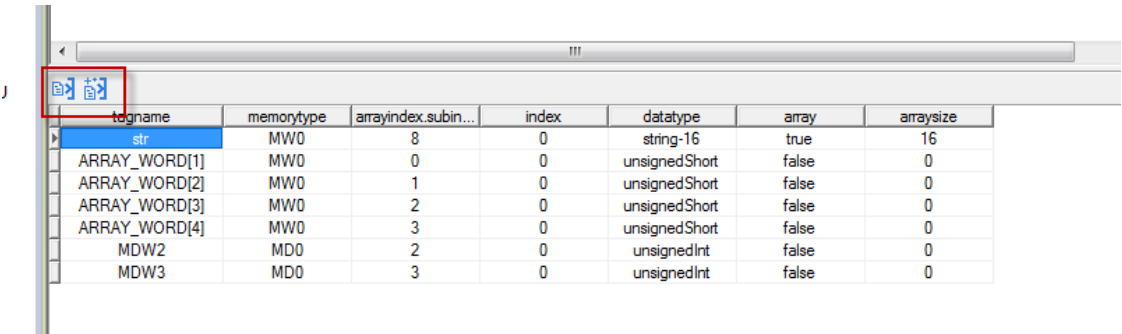 tagname memorytype arrayindex.subin... index datatype array arraysize
str MW0 8 0 string-16 true 16
ARRAY_WORD[1] MW0 0 0 unsignedShort false 0
ARRAY_WORD[2] MW0 1 0 unsignedShort false 0
ARRAY_WORD[3] MW0 2 0 unsignedShort false 0
ARRAY_WORD[4] MW0 3 0 unsignedShort false 0
MDW2 MD0 2 0 unsignedInt false 0
MDW3 MD0 3 0 unsignedInt false 0